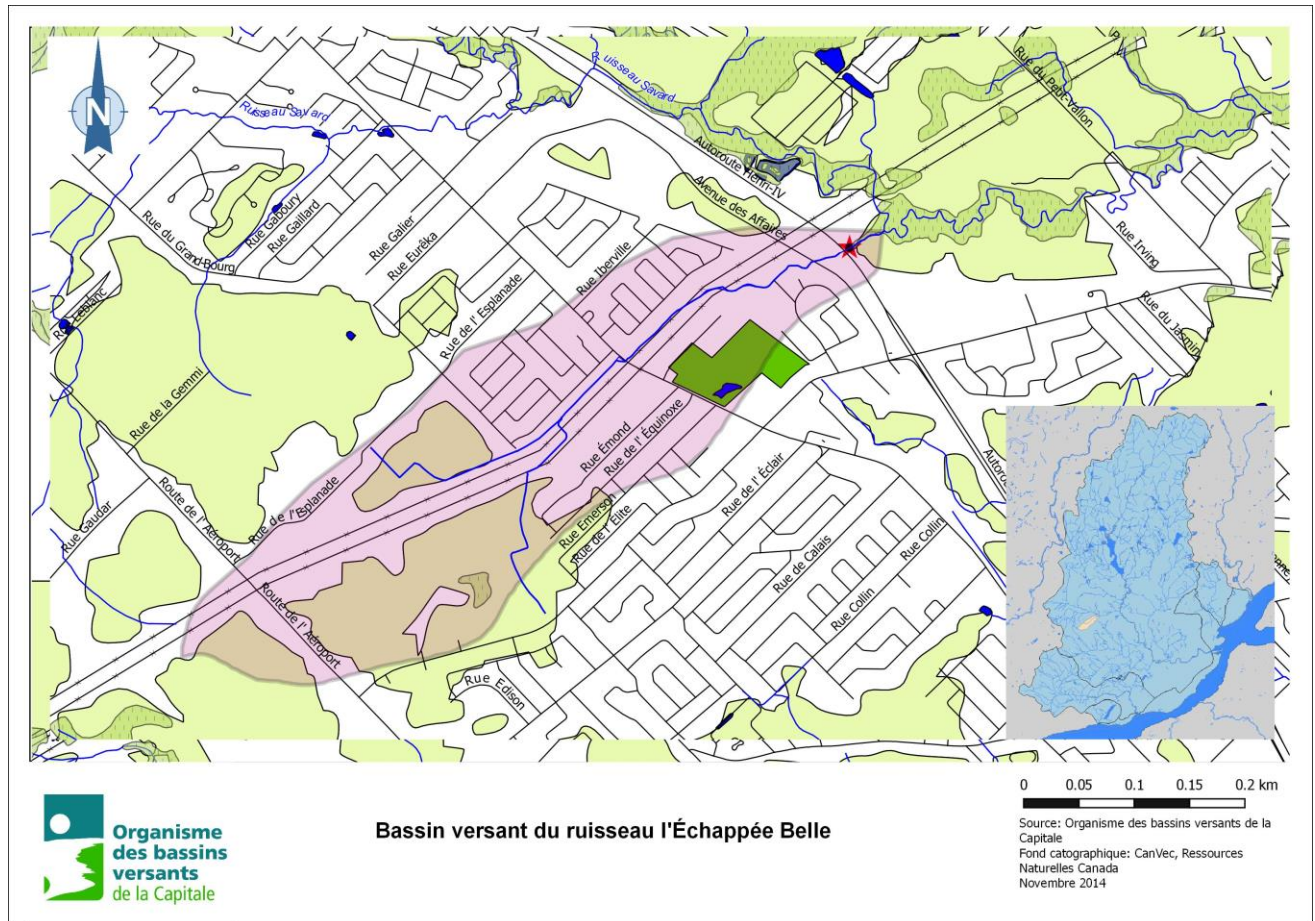 N
Ruisseau Savard
uisseau Savard
Rue du Petit-Vallon
Autoroute Henri-IV
Avenue des Affaires
Rue Gaboury
Rue Gaillard
Rue du Grand-Bourg
Rue Galier
Rue Euréka
Rue Iberville
Rue de l' Esplanade
Rue Irving
Rue du Jasmin
Rue Leblanc
Rue de la Gemmi
Rue Gaudar
Route de l' Aéroport
Rue de l'Esplanade
Rue Émond
Rue de l' Équinoxe
Rue de l' Éclair
Rue Emerson
Rue de l' Élite
Rue de Calais
Rue Collin
Rue Collin
Route de l' Aéroport
Rue Edison
0 0.05 0.1 0.15 0.2 km
Source: Organisme des bassins versants de la
Capitale
Fond catographique: CanVec, Ressources
Naturelles Canada
Novembre 2014
Bassin versant du ruisseau l'Échappée Belle
Organisme
des bassins
versants
de la Capitale